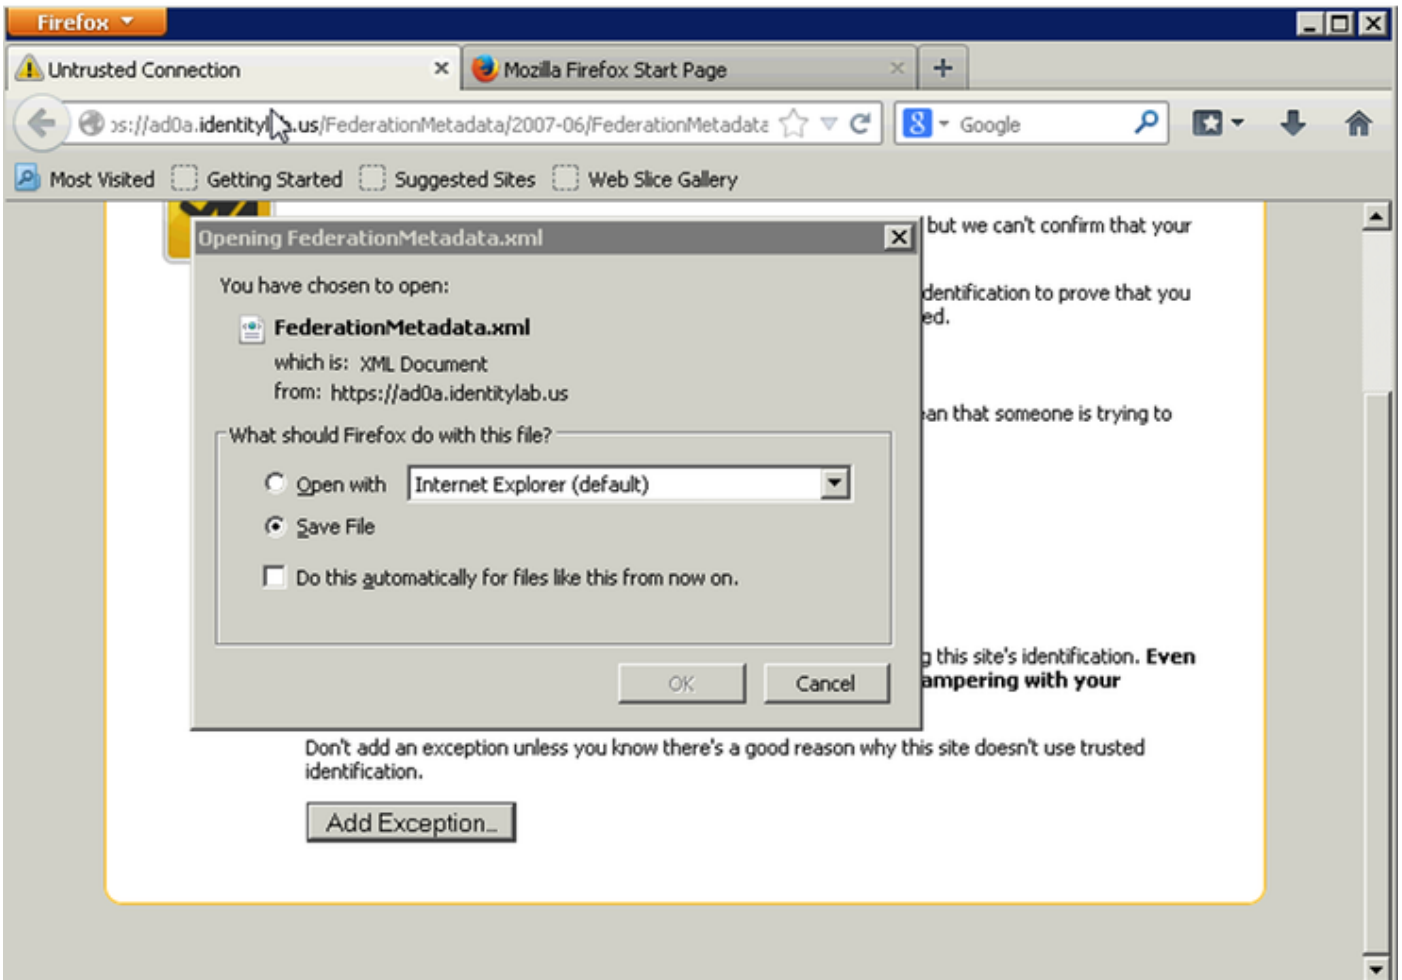 Firefox
Untrusted Connection
Mozilla Firefox Start Page
os://ad0a.identityl .us/FederationMetadata/2007-06/FederationMetadata
8 Google
Most Visited Getting Started Suggested Sites Web Slice Gallery
but we can't confirm that your
Opening FederationMetadata.xml
You have chosen to open:
dentification to prove that you
ed.
FederationMetadata.xml
which is: XML Document
from: https://ad0a.identitylab.us
an that someone is trying to
What should Firefox do with this file?
Open with Internet Explorer (default)
Save File
Do this automatically for files like this from now on.
g this site's identification. Even
ampering with your
OK Cancel
Don't add an exception unless you know there's a good reason why this site doesn't use trusted
identification.
Add Exception...